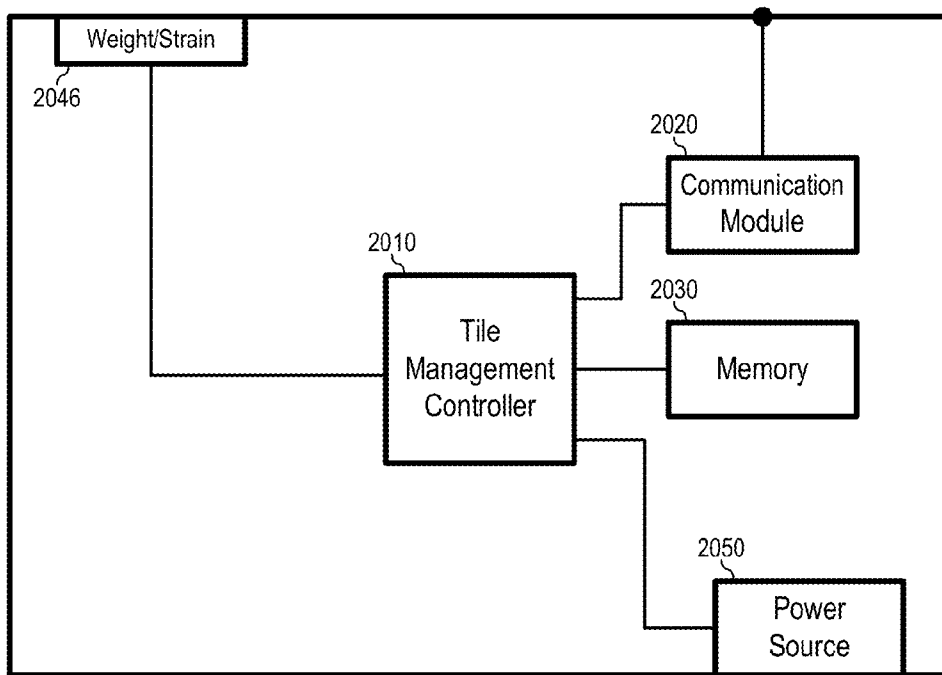 Weight/Strain
2046
2020
Communication
Module
2010
Tile
Management
Controller
2030
Memory
2050
Power
Source